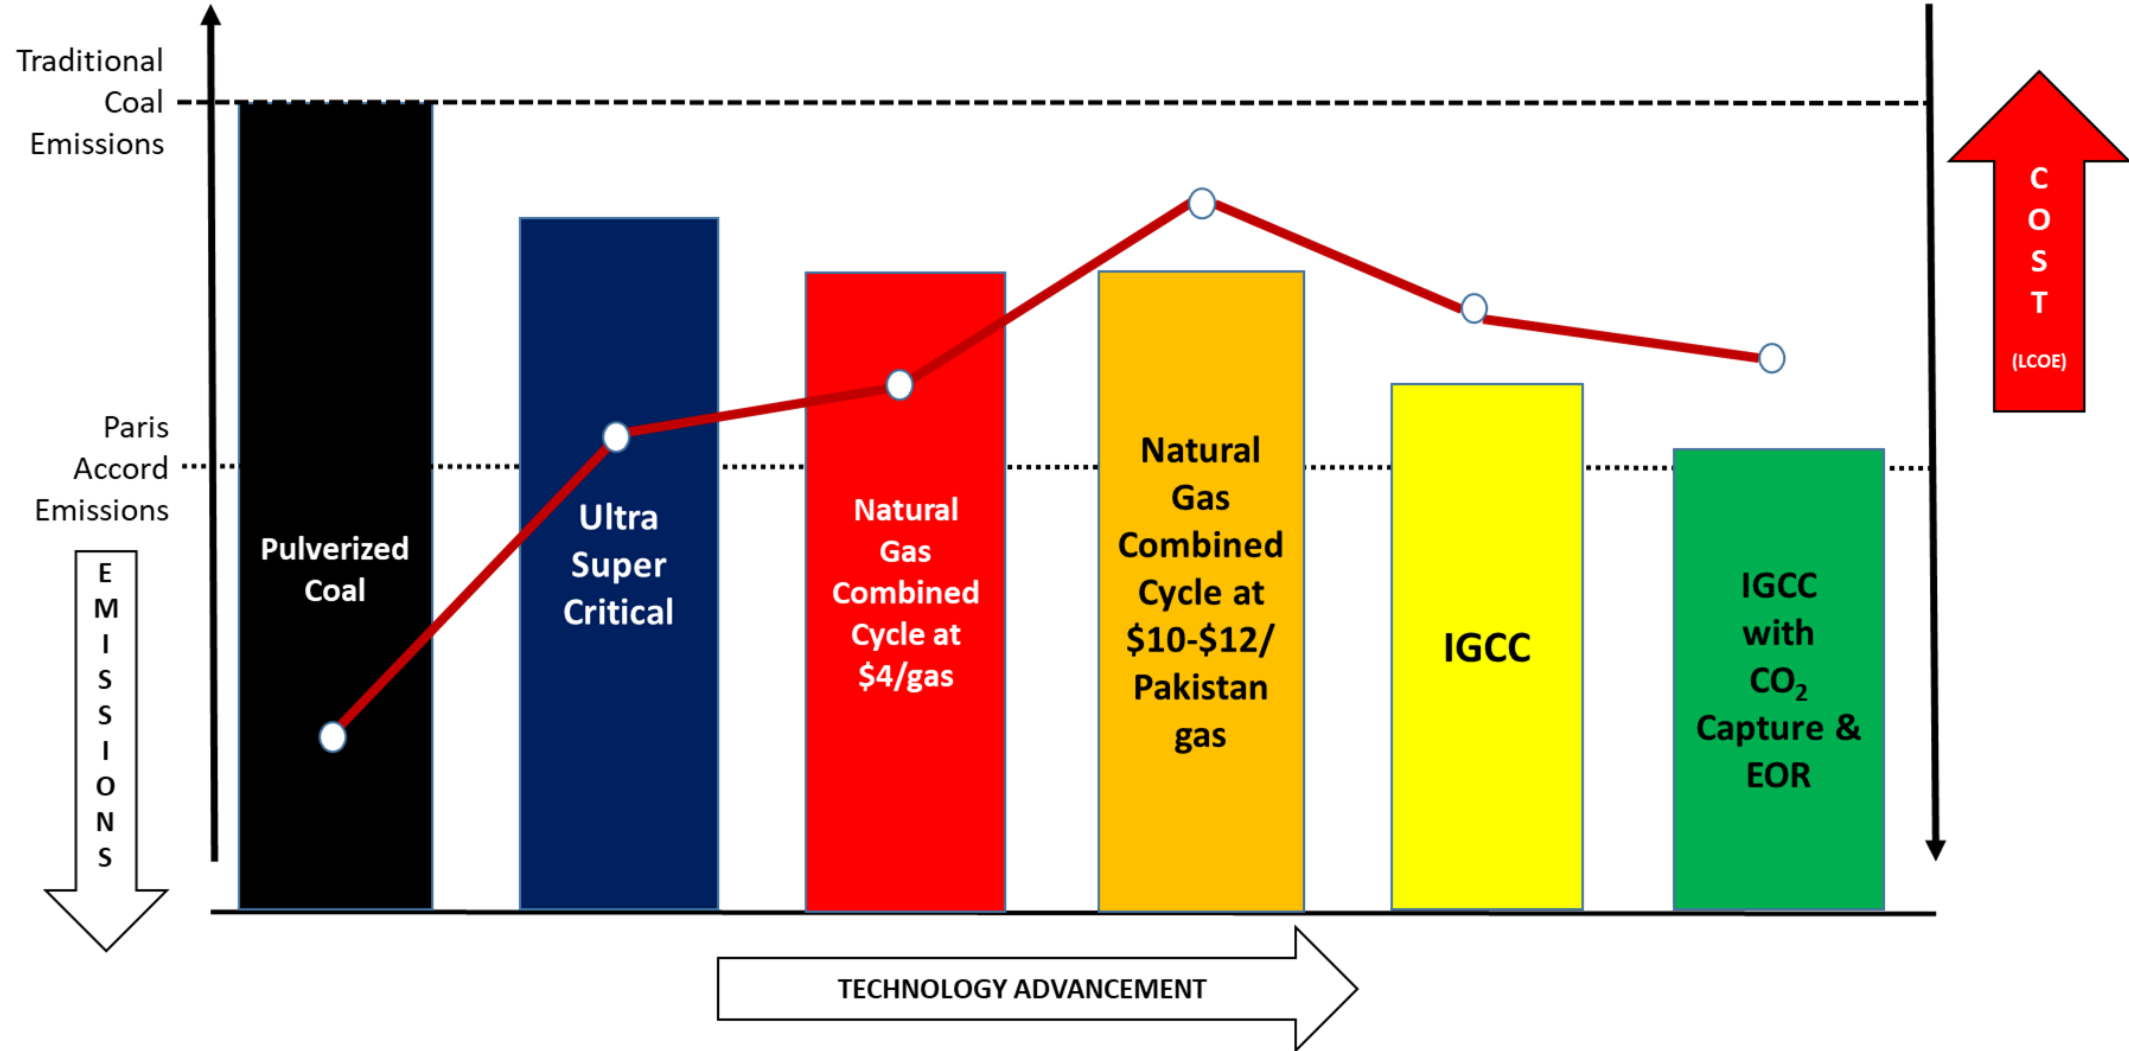 Traditional
Coal
Emissions
Paris
Accord
Emissions
E
M
I
S
S
I
O
N
S
Pulverized
Coal
Ultra
Super
Critical
Natural
Gas
Combined
Cycle at
$4/gas
Natural
Gas
Combined
Cycle at
$10-$12/
Pakistan
gas
IGCC
IGCC
with
CO₂
Capture &
EOR
C
O
S
T
(LCOE)
TECHNOLOGY ADVANCEMENT